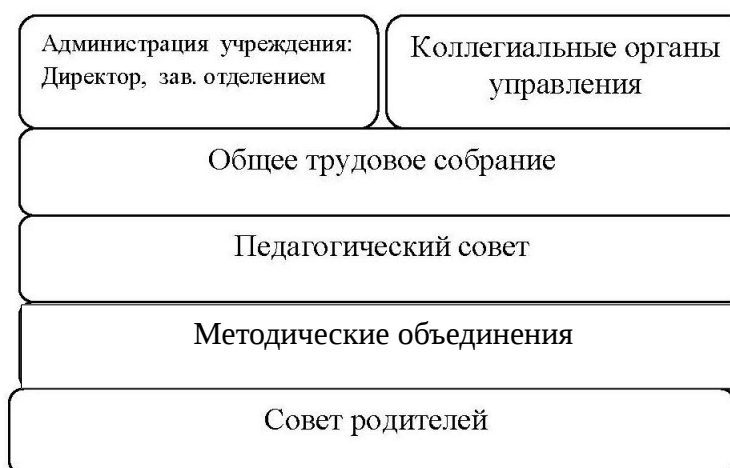 Администрация учреждения:
Директор, зав. отделением
Коллегиальные органы
управления
Общее трудовое собрание
Педагогический совет
Методические объединения
Совет родителей